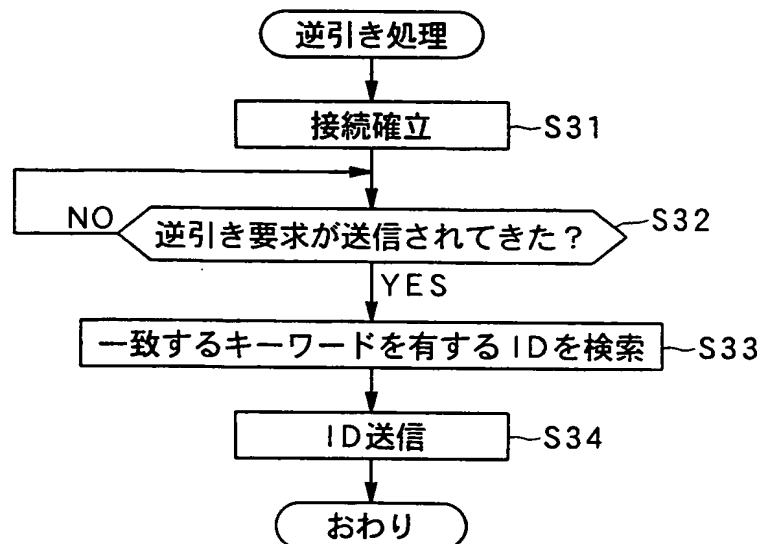 逆引き処理
接続確立
S31
NO
逆引き要求が送信されてきた?
S32
YES
一致するキーワードを有するIDを検索
S33
ID送信
S34
おわり